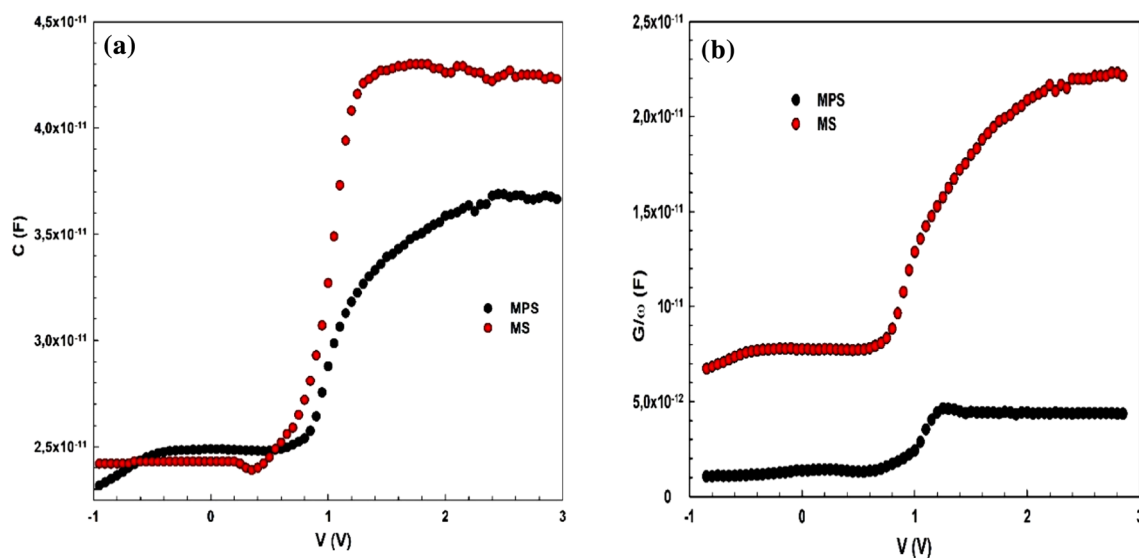 (a)
4,5x10-11
4,0x10-11
3,5x10-11
3,0x10-11
2,5x10-11
C (F)
MPS
MS
-1 0 1 2 3
V (V)
(b)
2,5x10-11
2,0x10-11
1,5x10-11
10-11
5,0x10-12
0
G/ω (F)
MPS
MS
-1 0 1 2 3
V (V)